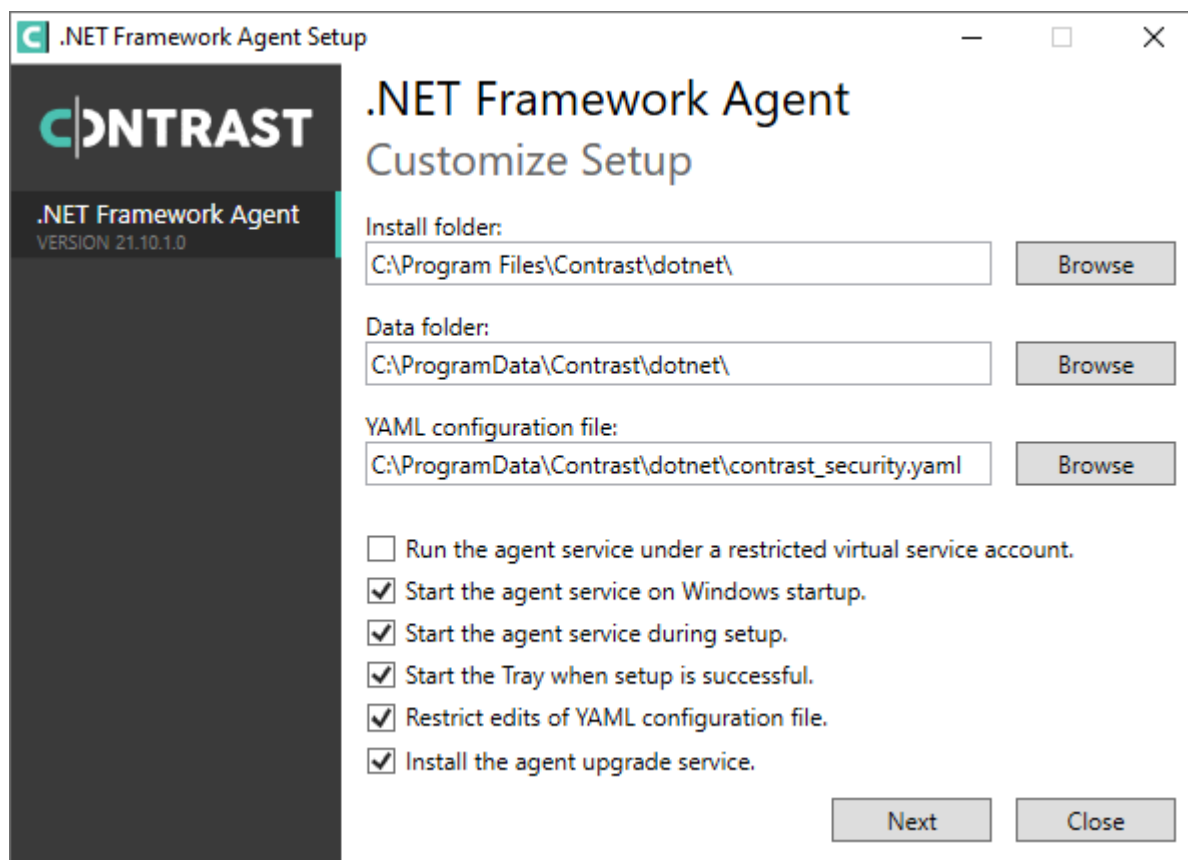 .NET Framework Agent Setup
CONTRAST
.NET Framework Agent
VERSION 21.10.1.0
.NET Framework Agent
Customize Setup
Install folder:
C:\Program Files\Contrast\dotnet\
Browse
Data folder:
C:\ProgramData\Contrast\dotnet\
Browse
YAML configuration file:
C:\ProgramData\Contrast\dotnet\contrast_security.yaml
Browse
Run the agent service under a restricted virtual service account.
Start the agent service on Windows startup.
Start the agent service during setup.
Start the Tray when setup is successful.
Restrict edits of YAML configuration file.
Install the agent upgrade service.
Next
Close